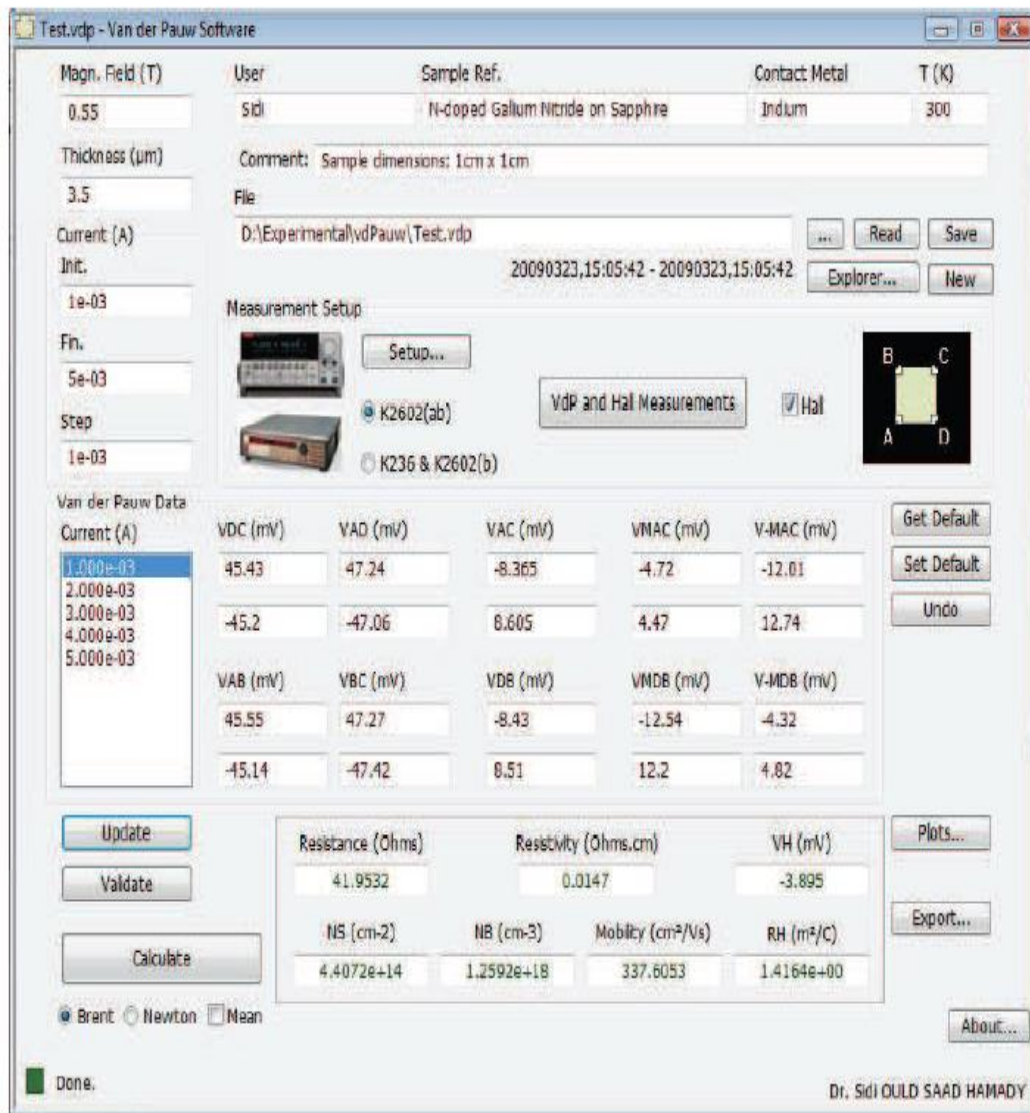 Test.vdp - Van der Pauw Software
Magn. Field (T) User Sample Ref. Contact Metal T (K)
0.55 Sidi N-doped Galium Nitride on Sapphire Indium 300
Thickness (µm) Comment: Sample dimensions: 1cm x 1cm
3.5 File
Current (A) D:\Experimental\vdPauw\Test.vdp ... Read Save
Init. 20090323,15:05:42 - 20090323,15:05:42 Explorer... New
1e-03 Measurement Setup
Fin. Setup...
5e-03 K2602(ab) VdP and Hal Measurements Hal
B C
A D
Step
1e-03 K236 & K2602(b)
Van der Pauw Data
Current (A) VDC (mV) VAD (mV) VAC (mV) VMAC (mV) V-MAC (mV) Get Default
1.000e-03 45.43 47.24 -8.365 -4.72 -12.01 Set Default
2.000e-03
3.000e-03 -45.2 -47.06 8.605 4.47 12.74 Undo
4.000e-03
5.000e-03
VAB (mV) VBC (mV) VDB (mV) VMDB (mV) V-MDB (mV)
45.55 47.27 -8.43 -12.54 -4.32
-45.14 -47.42 8.51 12.2 4.82
Update Resistance (Ohms) Resistivity (Ohms.cm) VH (mV) Plots...
Validate 41.9532 0.0147 -3.895
NS (cm-2) NB (cm-3) Mobility (cm²/Vs) RH (m²/C) Export...
Calculate 4.4072e+14 1.2592e+18 337.6053 1.4164e+00
Brent Newton Mean
About...
Done. Dr. Sidi OULD SAAD HAMADY